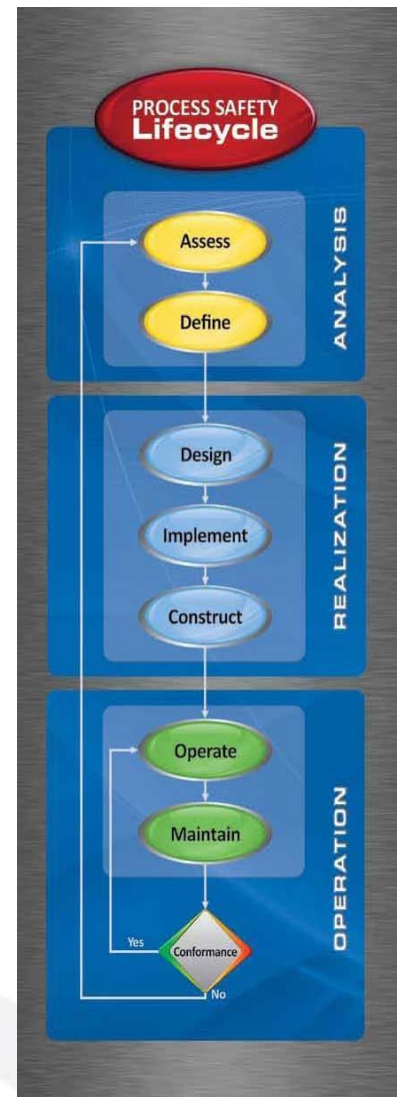 PROCESS SAFETY
Lifecycle
ANALYSIS
Assess
Define
REALIZATION
Design
Implement
Construct
OPERATION
Operate
Maintain
Conformance
Yes
No